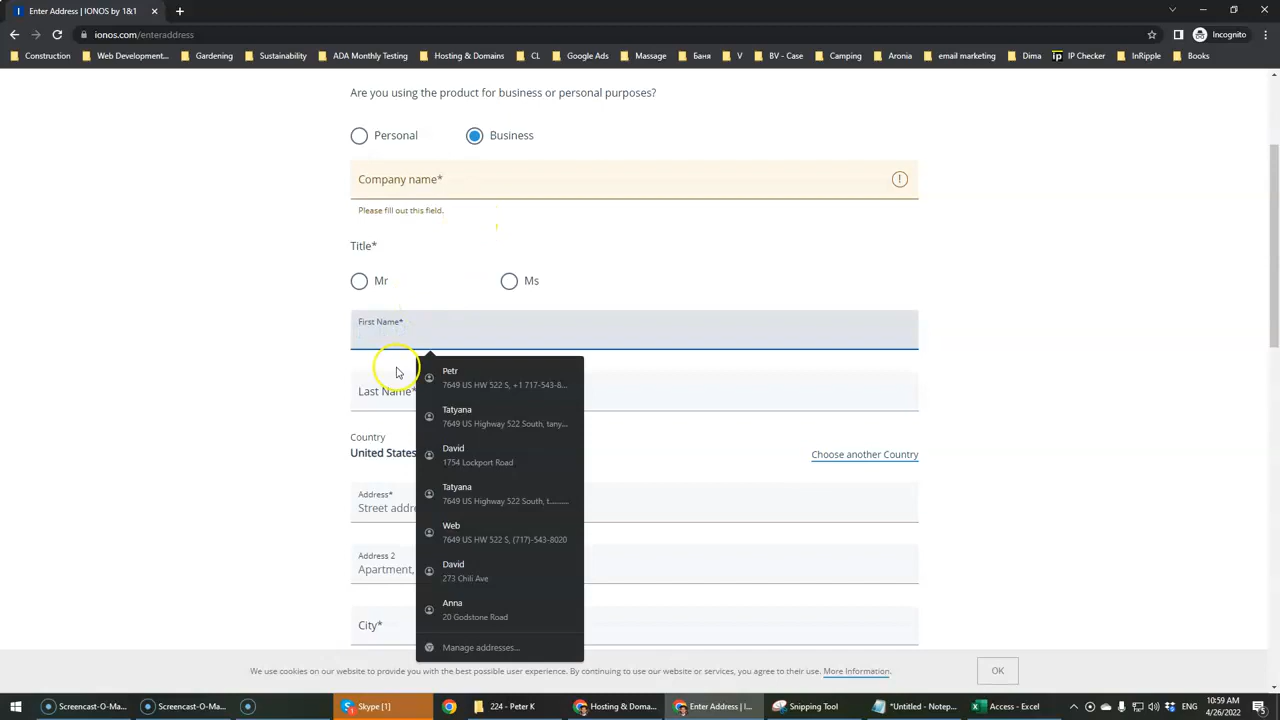 Enter Address | IONOS by 1&1
ionos.com/enteraddress
Incognito
Construction
Web Development...
Gardening
Sustainability
ADA Monitoring Testing
Hosting & Domains
CL
Google Ads
Massage
Баня
V
BV - Case
Camping
Aronia
email marketing
Dima
ip IP Checker
InRipple
Books
Are you using the product for business or personal purposes?
Personal
Business
Company name*
Please fill out this field.
Title*
Mr
Ms
First Name*
Last Name*
Petr
7649 US HW 522 S, +1 717-543-8...
Tatyana
7649 US Highway 522 South, tany...
David
1754 Lockport Road
Tatyana
7649 US Highway 522 South, t..........
Web
7649 US HW 522 S, (717)-543-8020
David
273 Chili Ave
Anna
20 Godstone Road
Manage addresses...
Country
United States
Choose another Country
Address*
Street addre
Address 2
Apartment,
City*
We use cookies on our website to provide you with the best possible user experience. By continuing to use our website or services, you agree to their use. More Information.
OK
Screencast-O-Ma...
Screencast-O-Ma...
Skype [1]
224 - Peter K
Hosting & Doma...
Enter Address | I...
Snipping Tool
*Untitled - Notep...
Access - Excel
10:59 AM
4/26/2022